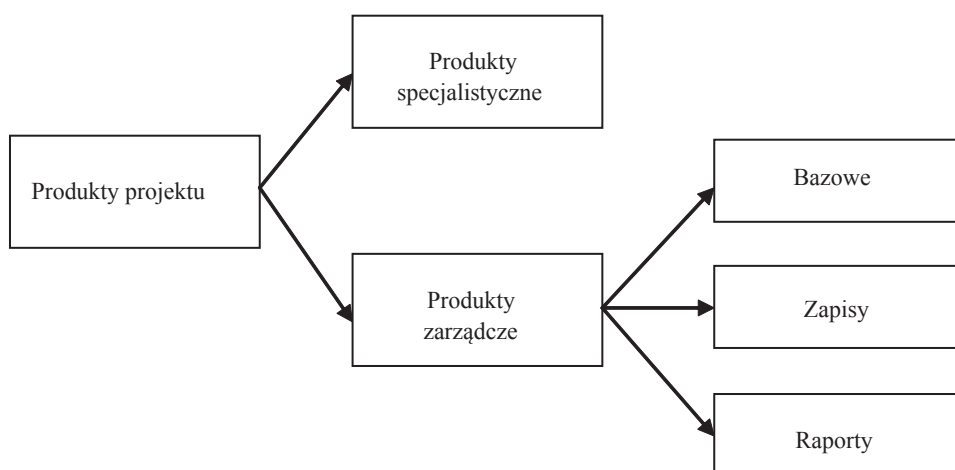 Produkty
specjalistyczne
Produkty projektu
Bazowe
Produkty
zarządcze
Zapisy
Raporty